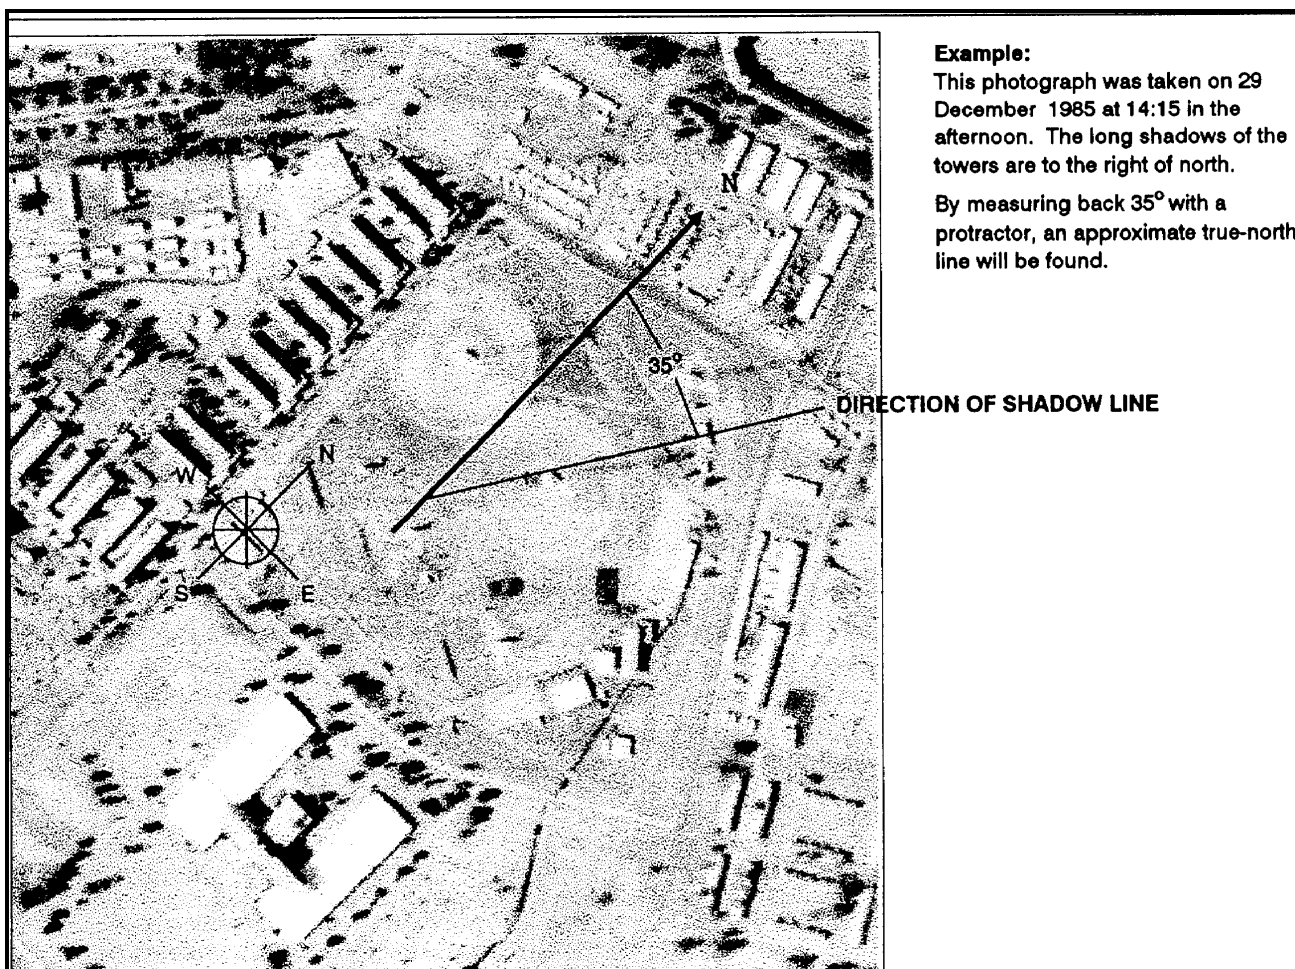 Example:
This photograph was taken on 29
December 1985 at 14:15 in the
afternoon. The long shadows of the
towers are to the right of north.
By measuring back 35° with a
protractor, an approximate true-north
line will be found.
N
35°
DIRECTION OF SHADOW LINE
N
W
S
E